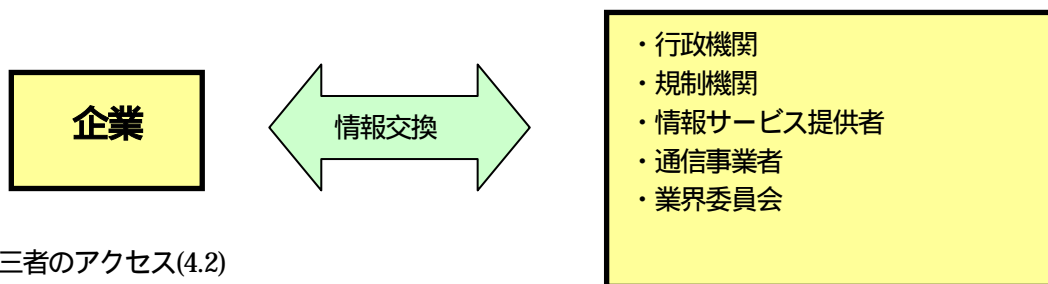 企業
情報交換
・行政機関
・規制機関
・情報サービス提供者
・通信事業者
・業界委員会
三者のアクセス(4.2)